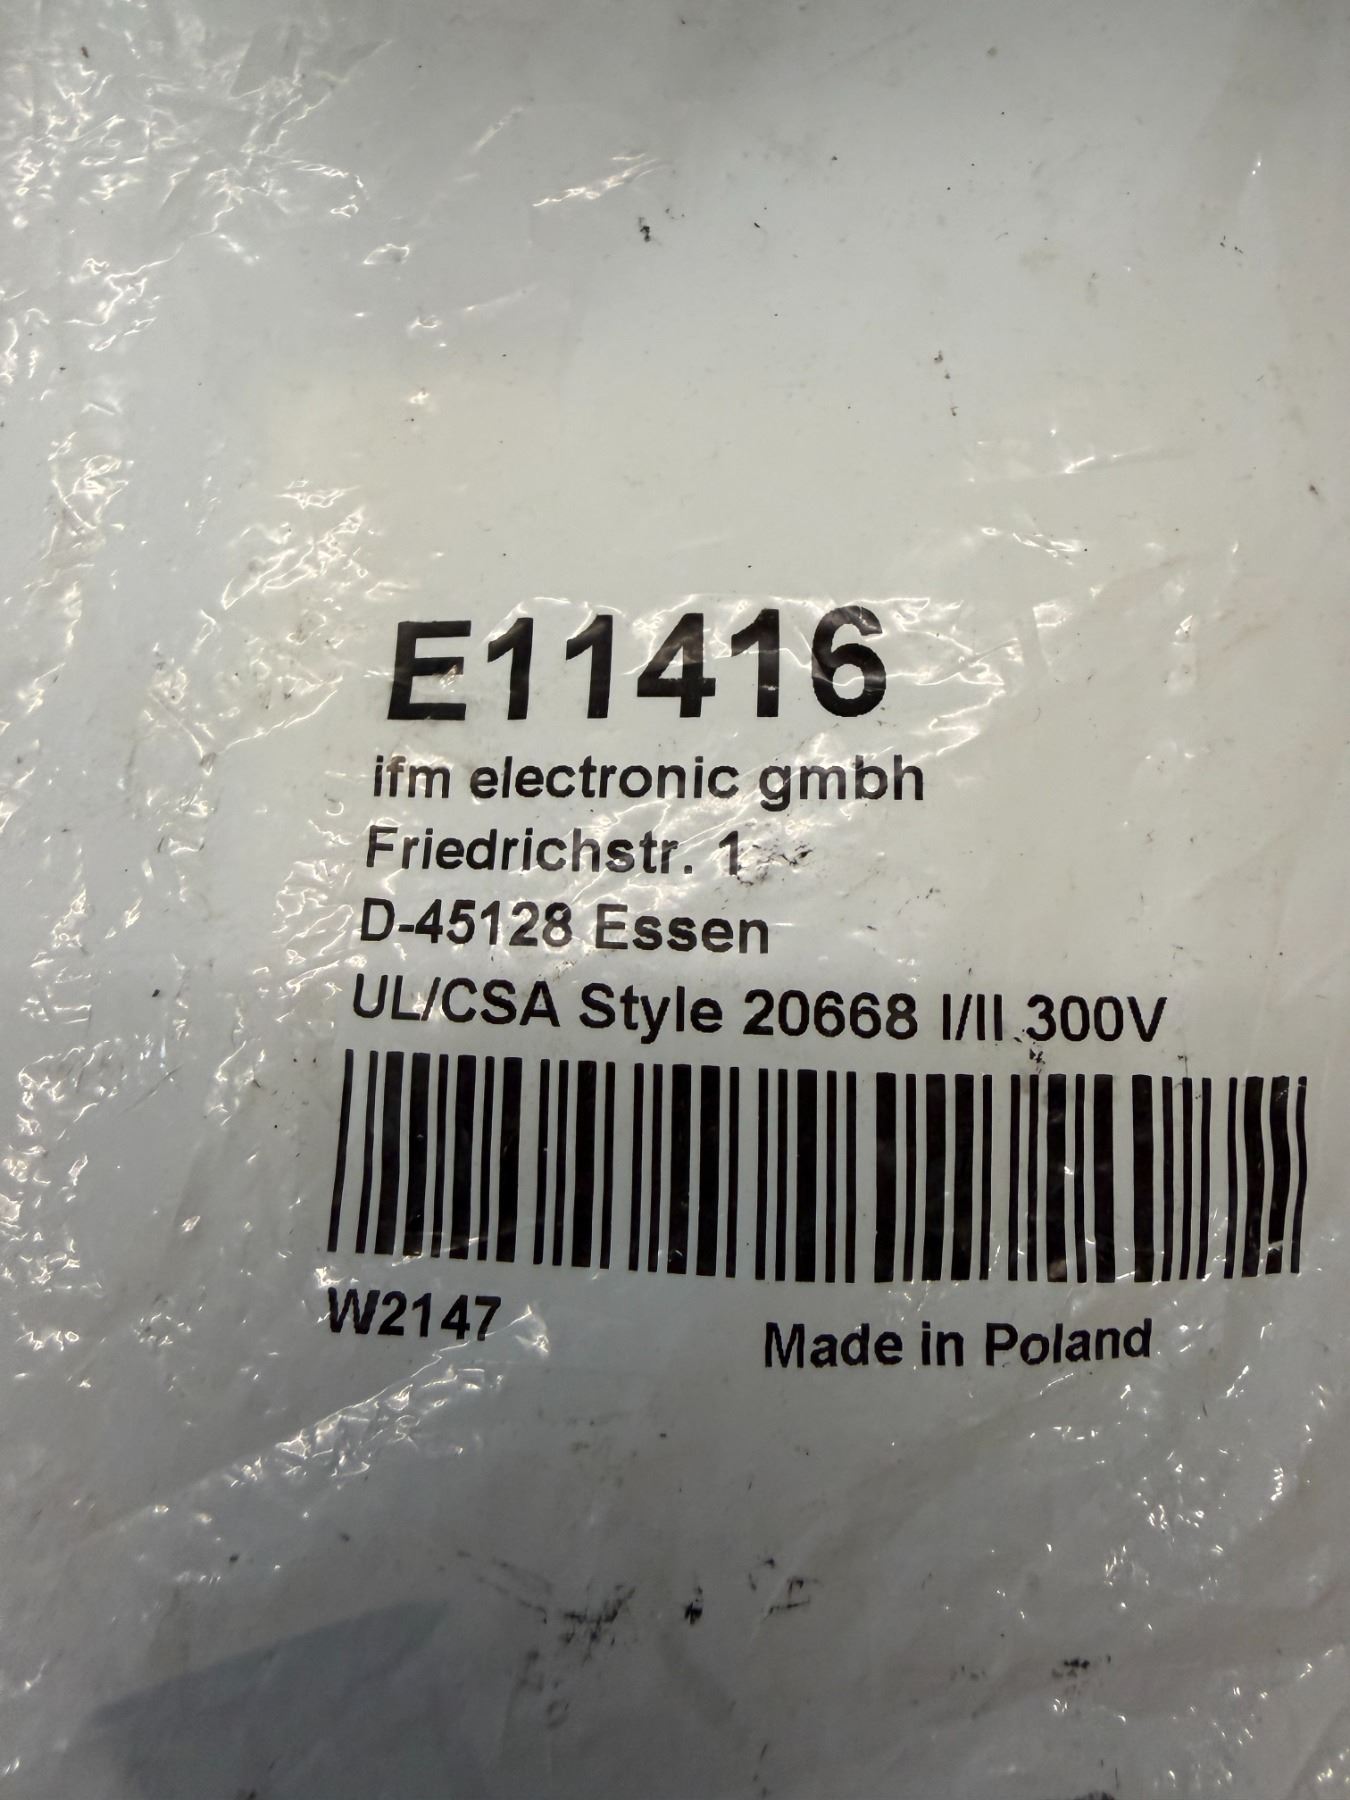 E11416
ifm electronic gmbh
Friedrichstr. 1
D-45128 Essen
UL/CSA Style 20668 I/II 300V
W2147
Made in Poland